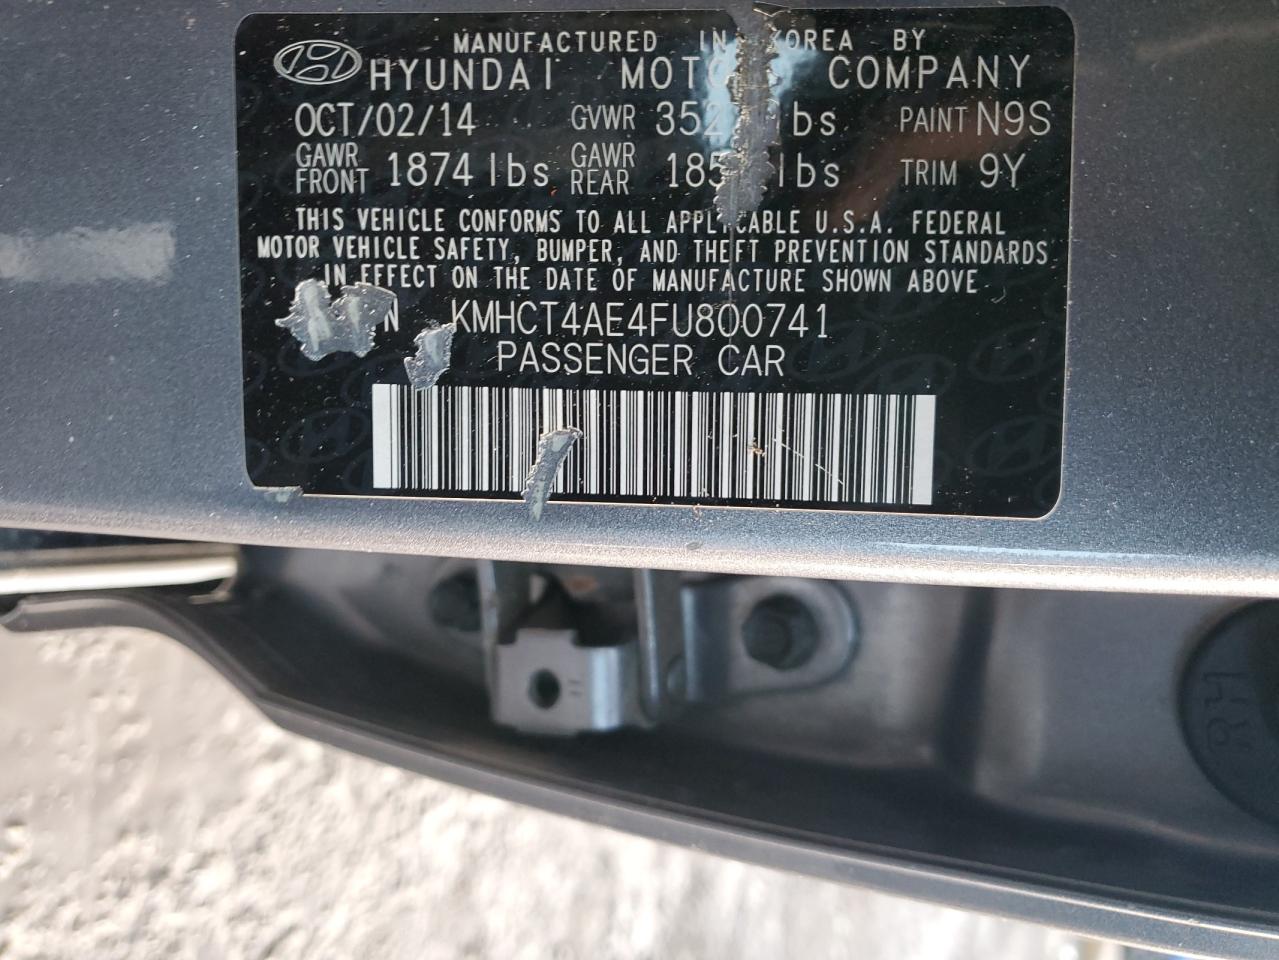 MANUFACTURED IN KOREA BY
HYUNDAI COMPANY
OCT/02/14 GVWR lbs PAINT N9S
GAWR FRONT 1874 lbs GAWR REAR lbs TRIM 9Y
THIS VEHICLE CONFORMS TO ALL APPLICABLE U.S.A. FEDERAL
MOTOR VEHICLE SAFETY, BUMPER, AND THEFT PREVENTION STANDARDS
IN EFFECT ON THE DATE OF MANUFACTURE SHOWN ABOVE
KMHCT4AE4FU800741
PASSENGER CAR
RH